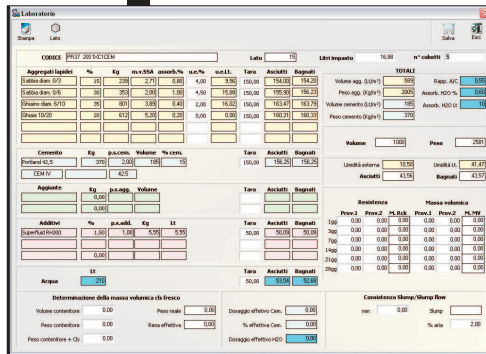 Laboratorio
Stampa Lato Salva Esci
CODICE PR37 20S1XC1CEM Lato 15 Litri impasto 16,88 n° cubetti 5
Aggregati lapidei % Kg m.v.SSA assorb.% u.e.% u.e.Lt. Tara Asciutti Bagnati
Sabbia diam. 0/3 15 239 2,71 0,80 4,00 9,56 150,00 155,90 154,20
Sabbia diam. 0/6 30 353 2,00 1,00 4,50 15,88 150,00 155,90 156,23
Ghiaino diam. 6/10 35 801 3,89 0,40 2,00 16,02 150,00 163,47 163,79
Ghiaia 10/20 20 612 5,20 0,20 0,00 0,00 150,00 160,31 160,33
TOTALI
Volume agg. (Lt/m³) 589 Rapp. A/C 0,55
Peso agg. (Kg/m³) 2005 Assorb. H2O % 0,60
Volume cemento (Kg/m³) 185 Assorb. H2O Lt 10
Peso cemento (Kg/m³) 370
Volume 1000 Peso 2581
Cemento Kg p.s.cem. Volume % cem. Tara Asciutti Bagnati
Portland 42,5 370 2,00 185 15 150,00 156,25 156,25
CEM IV 42,5
Umidità esterna 10,50 Umidità Lt. 41,47
Asciutti 43,56 Bagnati 43,57
Aggiunte Kg p.s.agg. Volume
0,00
0,00
Additivi % p.s.add. Kg Lt Tara Asciutti Bagnati
Superfluid RH300 1,50 1,00 5,55 5,55 50,00 50,09 50,09
0,00
Resistenza Massa volumica
Prov.1 Prov.2 M. Rck Prov.1 Prov.2 M. MV
1gg 0,00 0,00 0,00 0,00 0,00 0,00
3gg 0,00 0,00 0,00 0,00 0,00 0,00
7gg 0,00 0,00 0,00 0,00 0,00 0,00
14gg 0,00 0,00 0,00 0,00 0,00 0,00
21gg 0,00 0,00 0,00 0,00 0,00 0,00
28gg 0,00 0,00 0,00 0,00 0,00 0,00
Lt Tara Asciutti Bagnati
Acqua 210 50,00 53,54 52,68
Determinazione della massa volumica cls fresco
Volume contenitore 0,00 Peso reale 0,00
Peso contenitore 0,00 Resa effettiva 0,00
Peso contenitore + Cls 0,00
Dosaggio effettivo Cem. 0,00
% effettiva Cem. 0,00
Dosaggio effettivo H2O 0,00
Consistenza Slump/Slump flow
mm 0,00 Slump
% aria 2,00